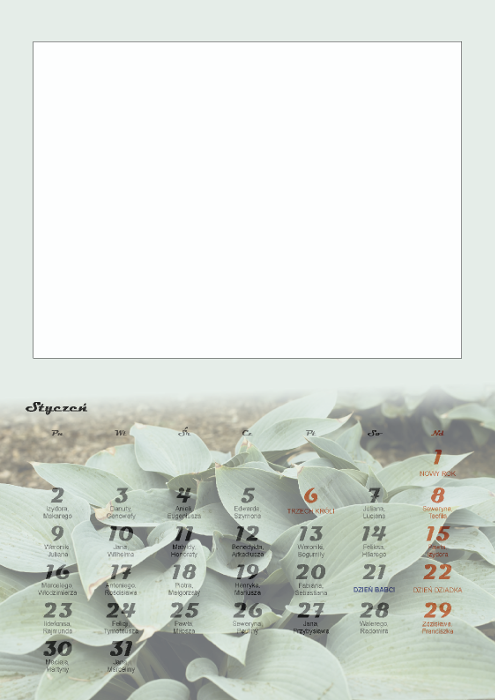 Styczeń
Pn. Wt. Śr. Cz. Pt. So. Nd.
1
NOWY ROK
2 3 4 5 6 7 8
Izydora, Danuty, Anieli, Edwarda, TRZECH KRÓLI Juliana, Seweryna,
Makarego Genowefy Eugeniusza Szymona Lucjana Teofila
9 10 11 12 13 14 15
Weroniki, Jana, Matyldy, Benedykta, Weroniki, Feliksa,
Juliana Wilhelma Honoraty Arkadiusza Bogumiły Hilarego Izydora
16 17 18 19 20 21 22
Marcelego, Antoniego, Piotra, Henryka, Fabiana, DZIEŃ BABCI DZIEŃ DZIADKA
Włodzimierza Rościsława Małgorzaty Mariusza Sebastiana
23 24 25 26 27 28 29
Ildefonsa, Felicji, Pawła, Seweryna, Jana, Walerego, Zdzisława,
Rajmunda Tymoteusza Miłosza Pauliny Przybysława Radomira Franciszka
30 31
Macieja, Jana,
Martyny Marceliny